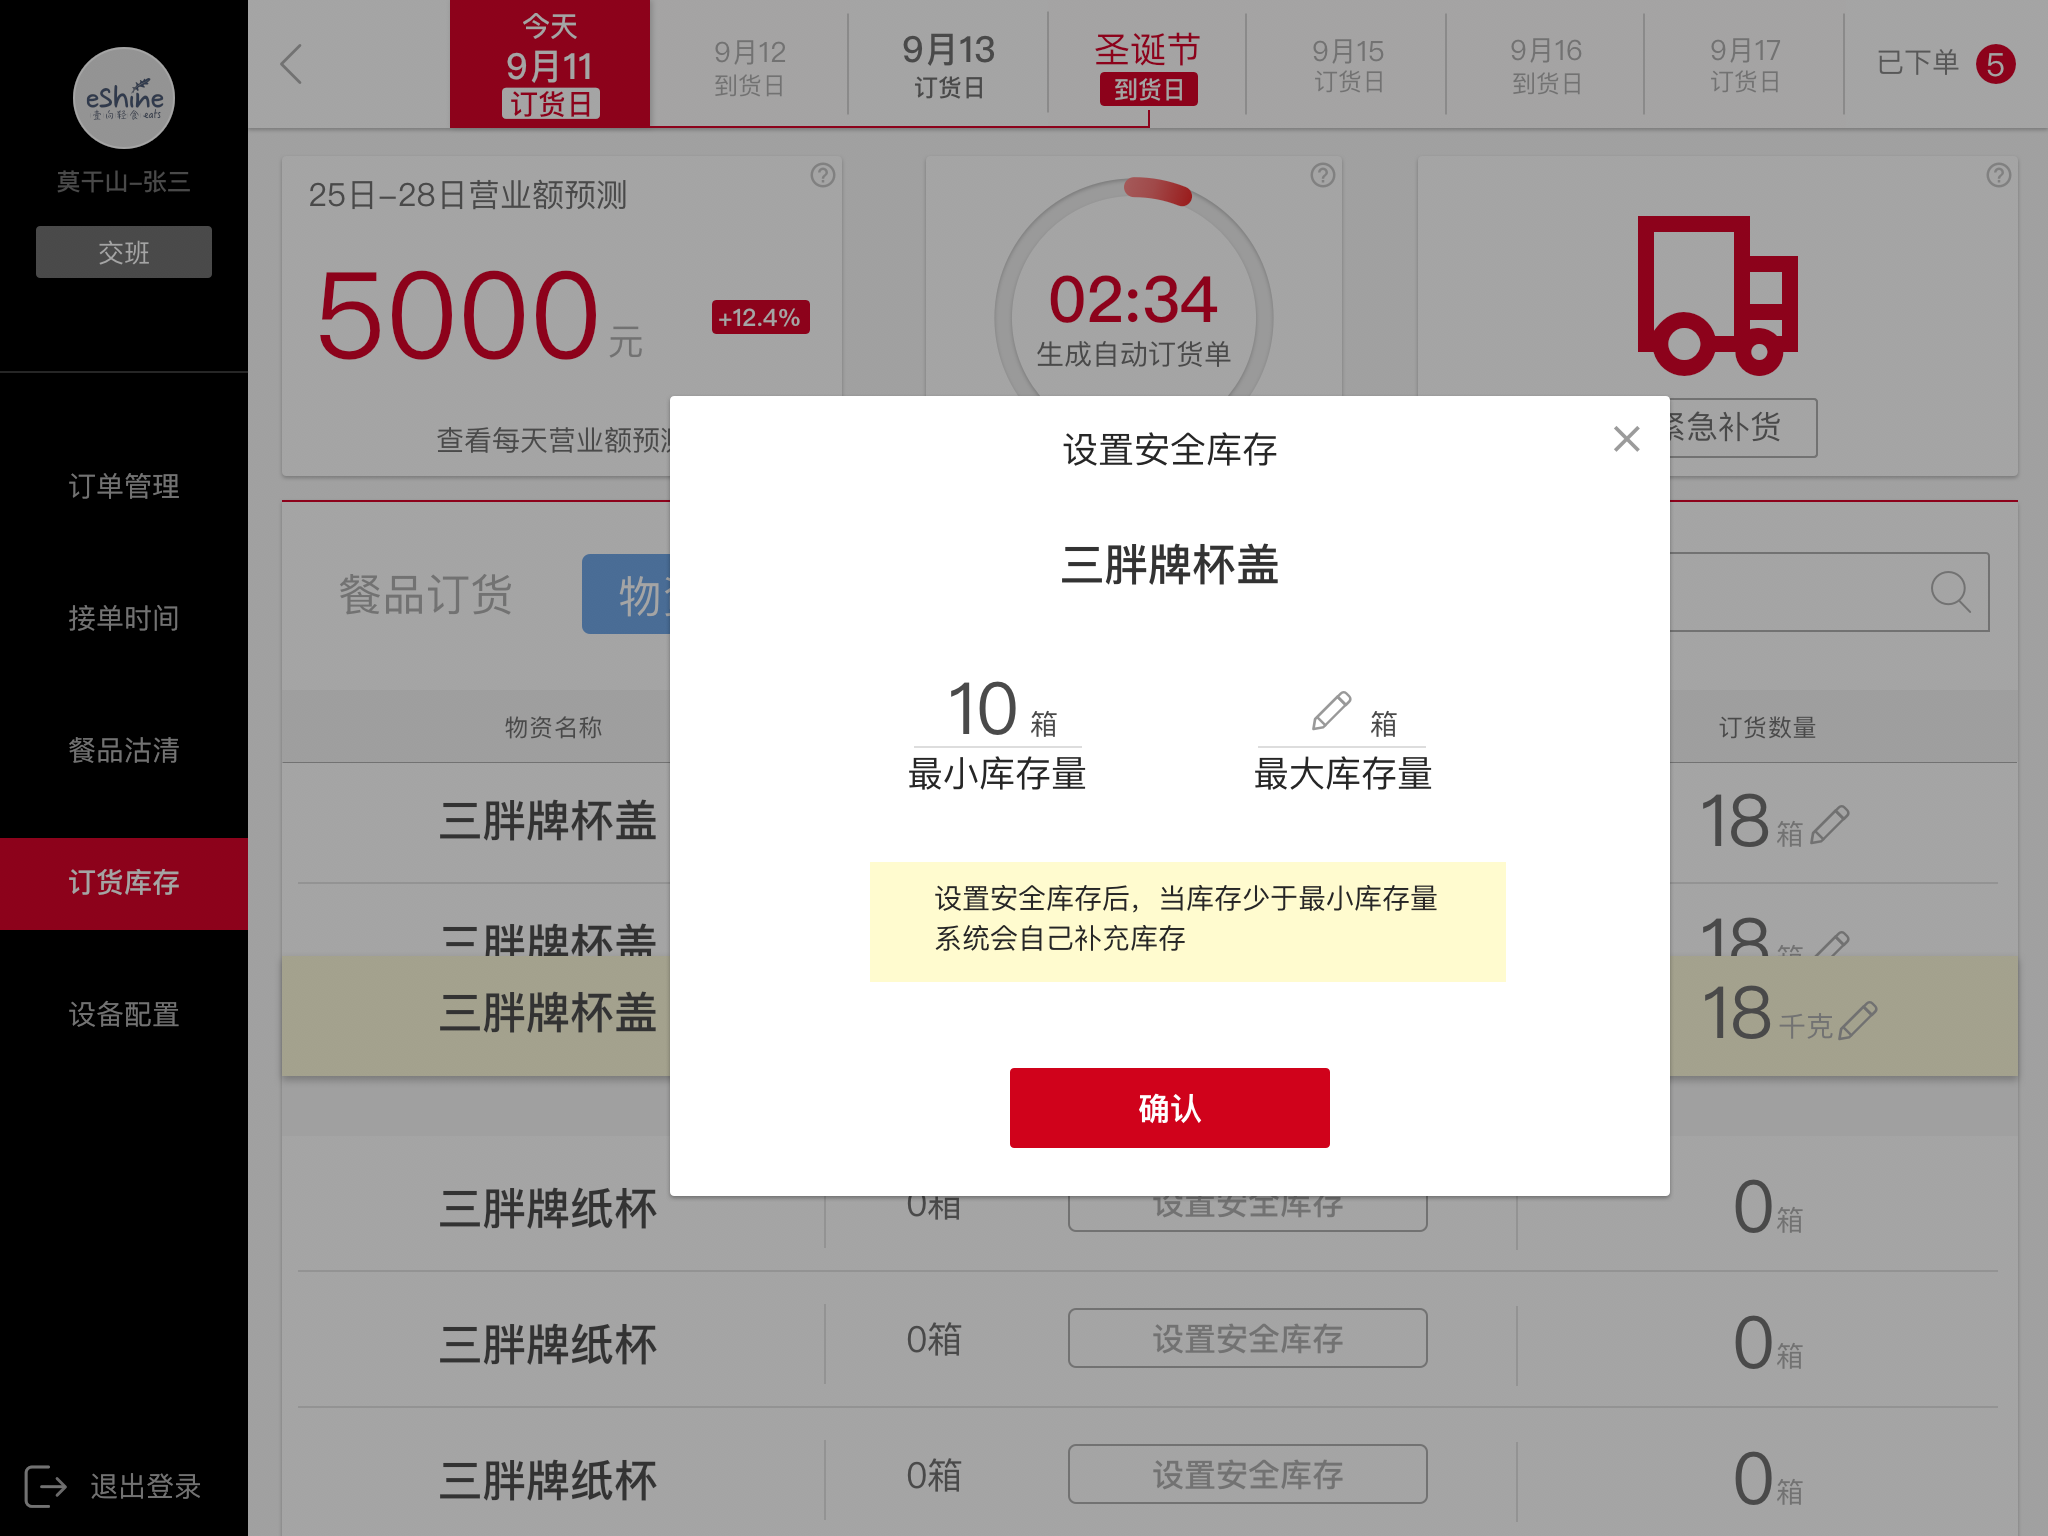 eShine
壹向轻食 eats
莫干山–张三
交班
订单管理
接单时间
餐品沽清
订货库存
设备配置
退出登录
今天
9月11
订货日
9月12
到货日
9月13
订货日
圣诞节
到货日
9月15
订货日
9月16
到货日
9月17
订货日
已下单 5
25日–28日营业额预测
5000 元
+12.4%
查看每天营业额预测
02:34
生成自动订货单
紧急补货
餐品订货
物资
物资名称
订货数量
三胖牌杯盖
18 箱
三胖牌杯盖
18 箱
三胖牌杯盖
18 千克
设置安全库存
三胖牌杯盖
10 箱
最小库存量
箱
最大库存量
设置安全库存后，当库存少于最小库存量
系统会自己补充库存
确认
三胖牌纸杯
0箱
设置安全库存
0箱
三胖牌纸杯
0箱
设置安全库存
0箱
三胖牌纸杯
0箱
设置安全库存
0箱